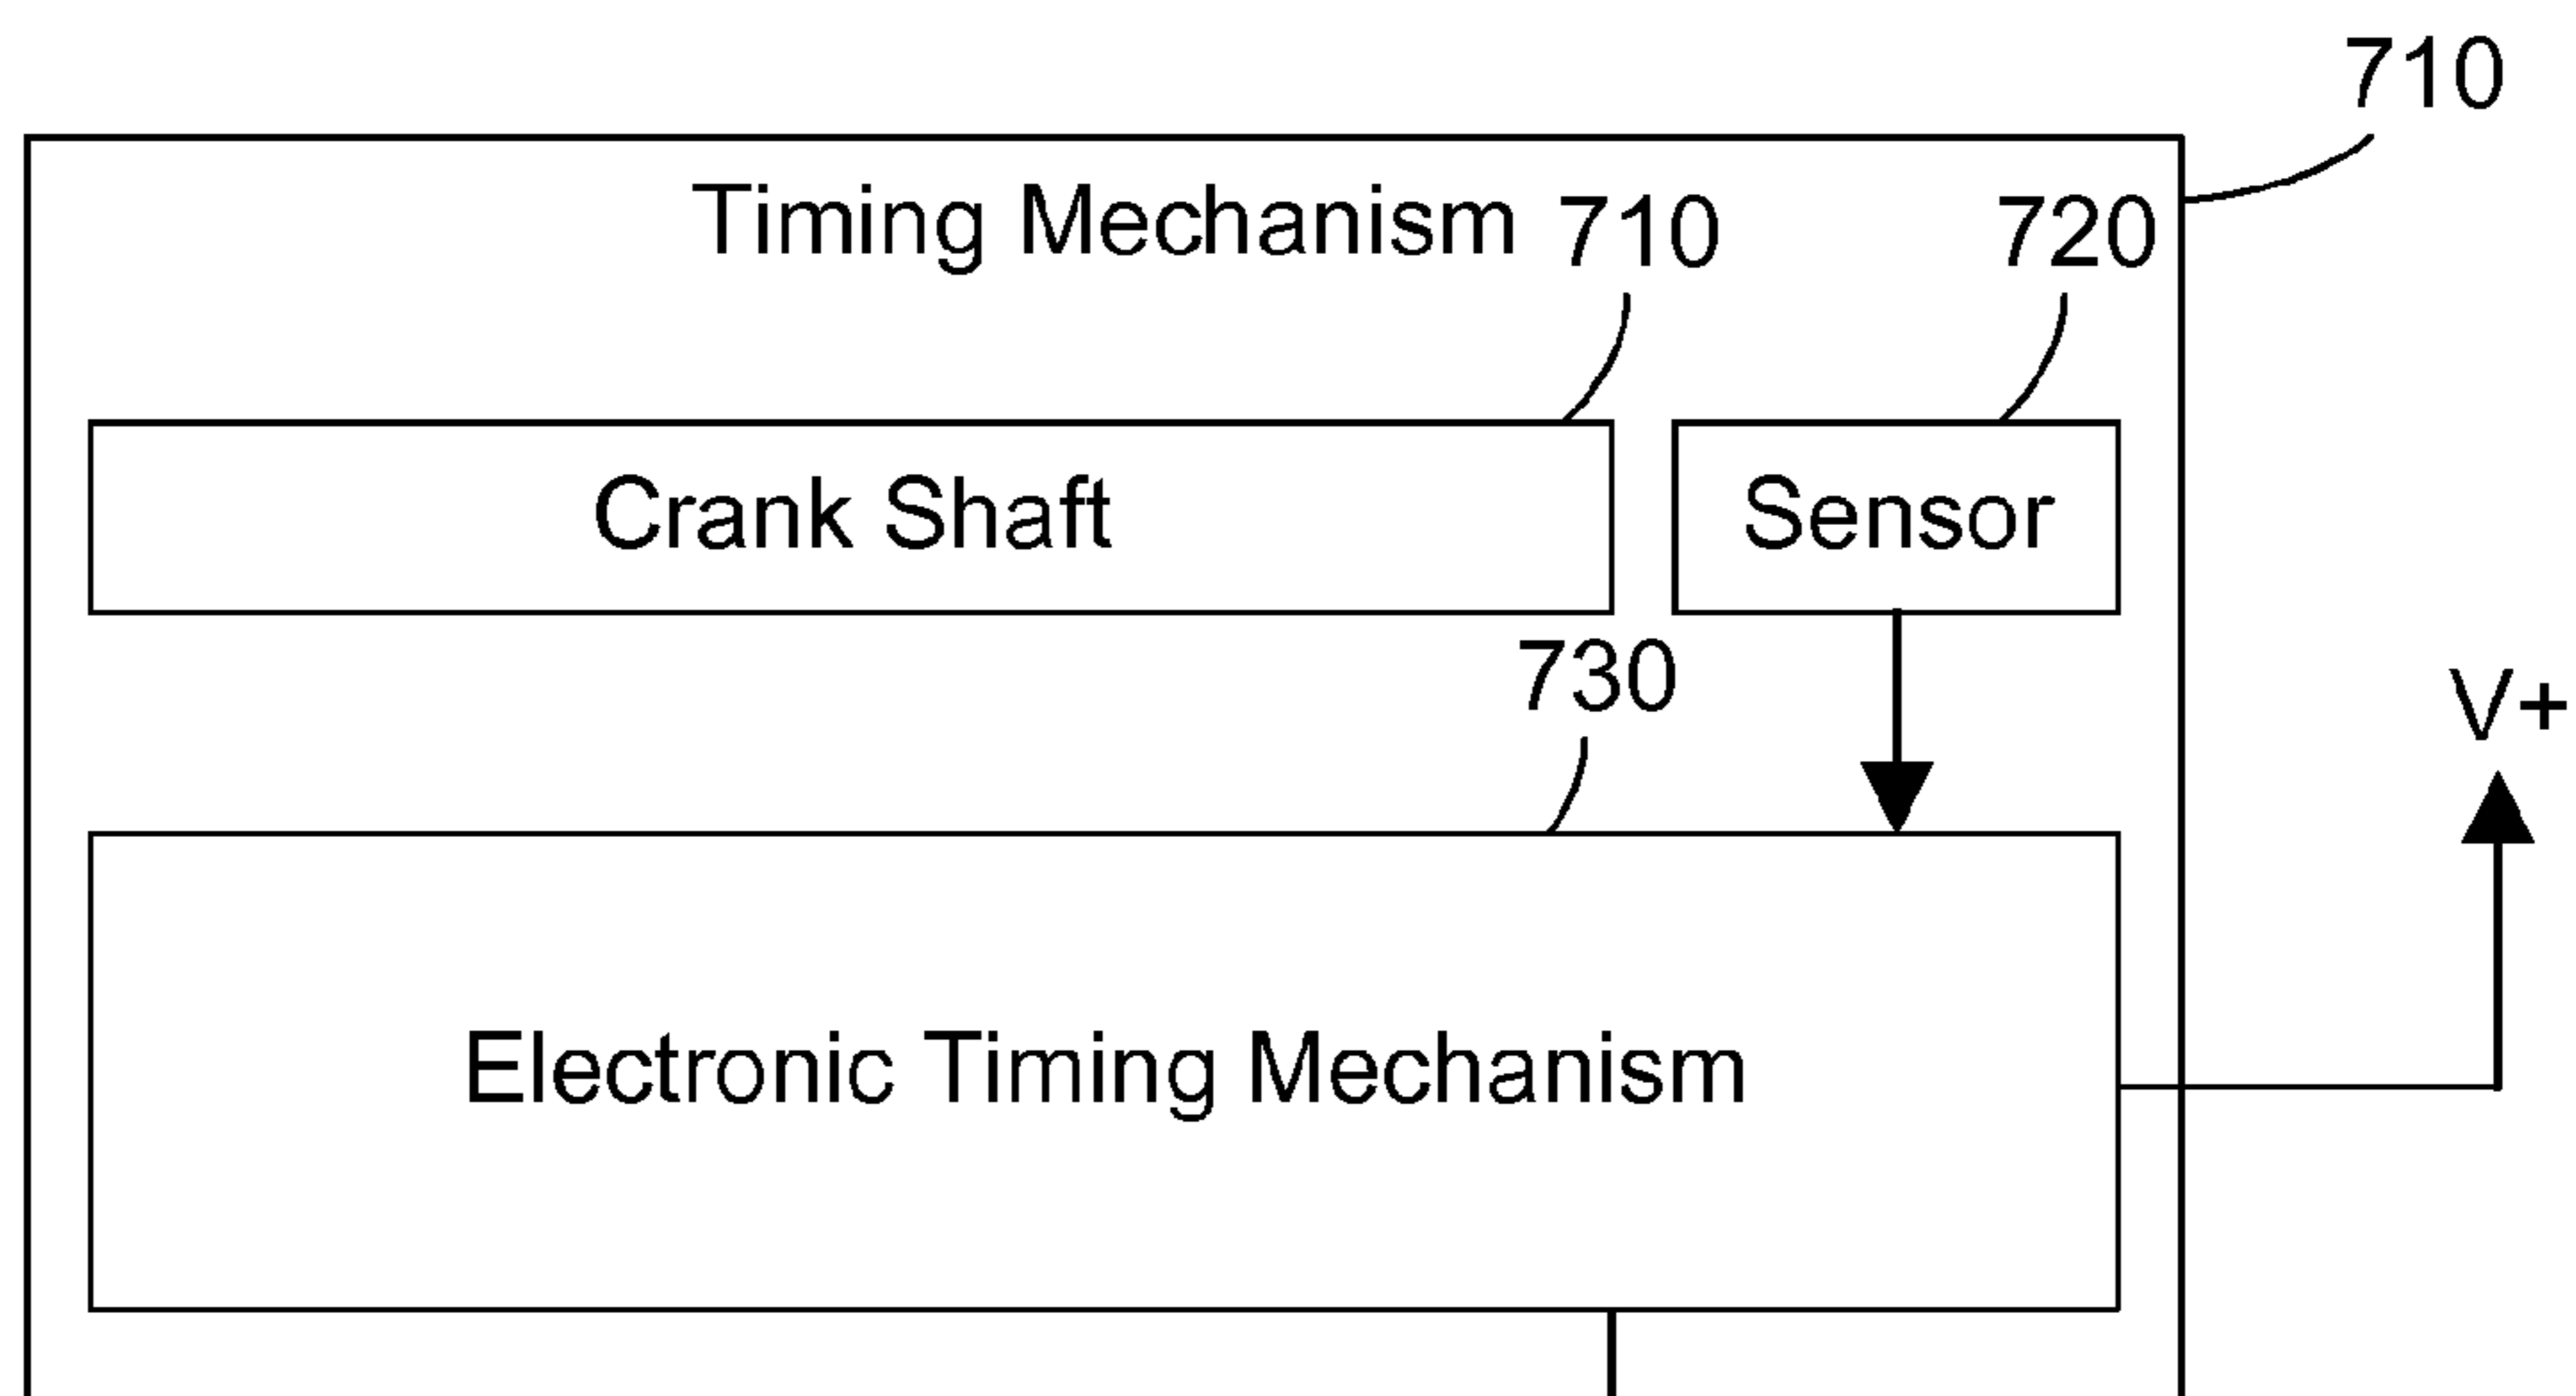 710
Timing Mechanism 710 720
Crank Shaft Sensor
730
V+
Electronic Timing Mechanism